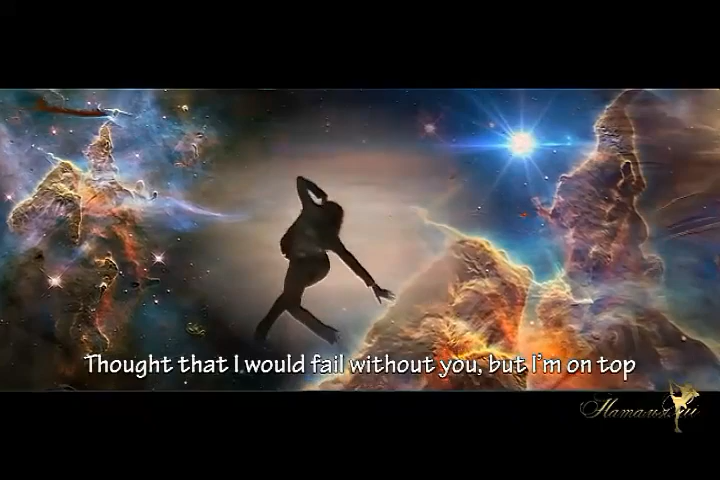 Thought that I would fail without you, but I'm on top
Наталья